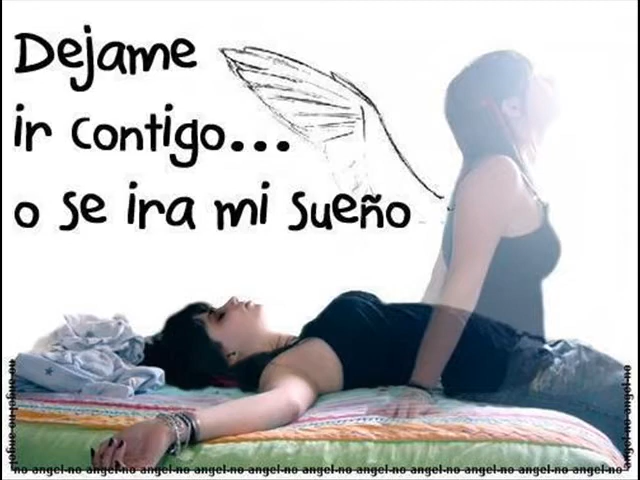 Dejame
ir contigo...
o se ira mi sueño
no angel-no angel-no angel
no angel-no angel-no angel-no angel-no angel-no angel-no angel-no angel-no
no angel-no angel-no